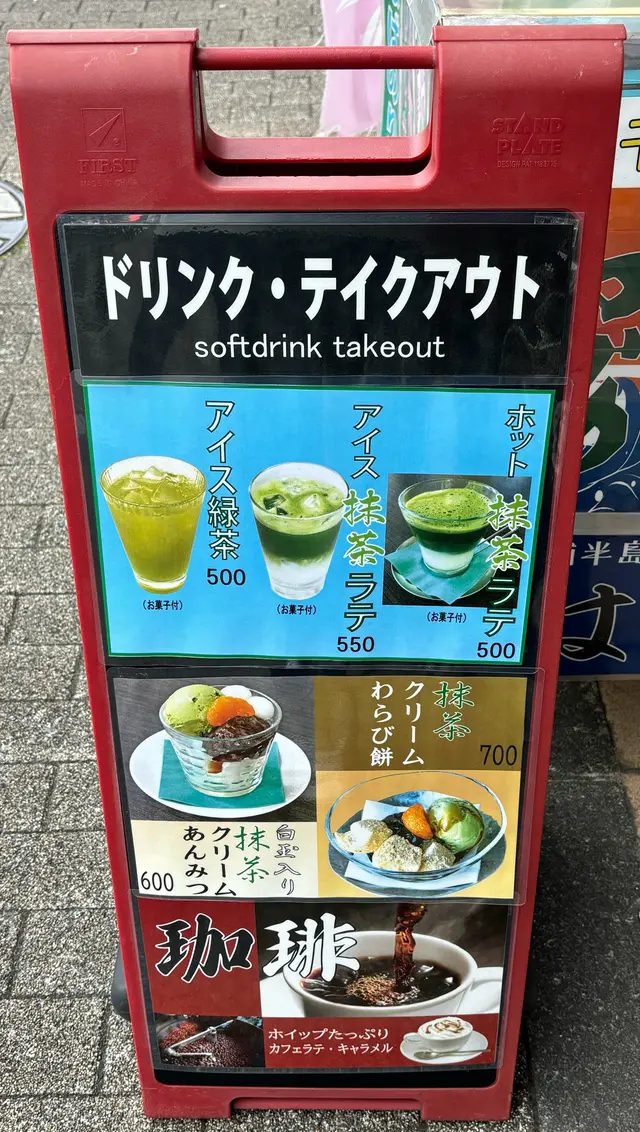 FIRST
STAND
PLATE
ドリンク・テイクアウト
softdrink takeout
アイス緑茶
500
(お菓子付)
アイス
抹茶ラテ
550
(お菓子付)
ホット
抹茶ラテ
500
(お菓子付)
白玉入り
抹茶
クリーム
あんみつ
600
抹茶
クリーム
わらび餅
700
珈琲
ホイップたっぷり
カフェラテ・キャラメル
半島
は